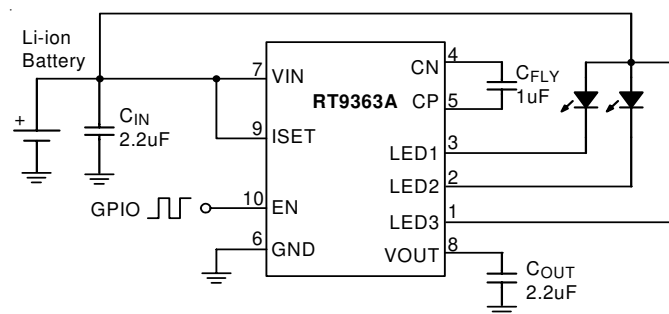 Li-ion
Battery
+
CIN
2.2uF
7
VIN
RT9363A
CN
4
CFLY
1uF
CP
5
9
ISET
LED1
3
LED2
2
GPIO
10
EN
LED3
1
6
GND
VOUT
8
COUT
2.2uF